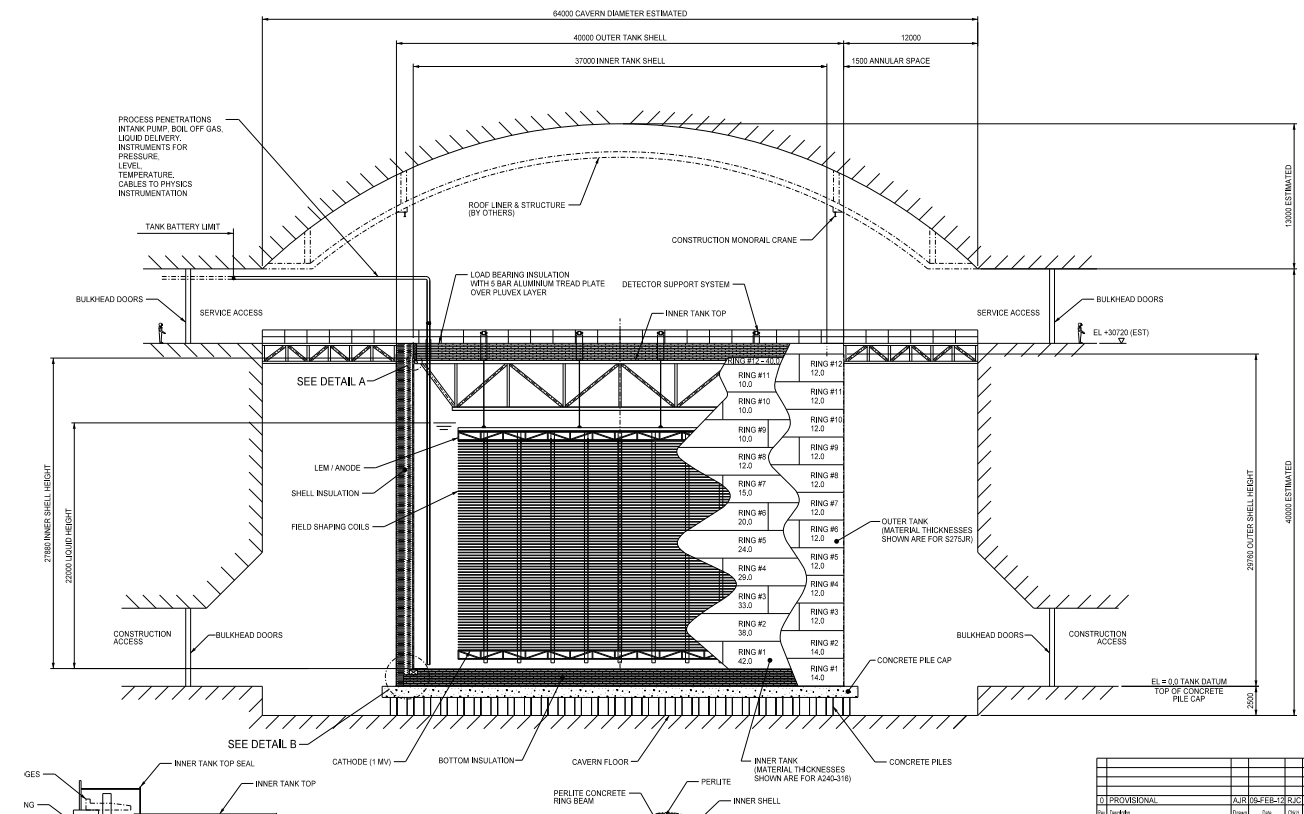 64000 CAVERN DIAMETER ESTIMATED
40000 OUTER TANK SHELL
12000
37000 INNER TANK SHELL
1500 ANNULAR SPACE
PROCESS PENETRATIONS
INTANK PUMP, BOIL OFF GAS,
LIQUID DELIVERY,
INSTRUMENTS FOR
PRESSURE,
LEVEL,
TEMPERATURE,
CABLES TO PHYSICS
INSTRUMENTATION
ROOF LINER & STRUCTURE
(BY OTHERS)
13000 ESTIMATED
TANK BATTERY LIMIT
CONSTRUCTION MONORAIL CRANE
LOAD BEARING INSULATION
WITH 5 BAR ALUMINIUM TREAD PLATE
OVER PLUVEX LAYER
DETECTOR SUPPORT SYSTEM
BULKHEAD DOORS
SERVICE ACCESS
INNER TANK TOP
SERVICE ACCESS
BULKHEAD DOORS
EL +30720 (EST)
SEE DETAIL A
RING #12 - 40.0
RING #11
10.0
RING #10
10.0
RING #9
10.0
RING #8
12.0
RING #7
15.0
RING #6
20.0
RING #5
24.0
RING #4
29.0
RING #3
33.0
RING #2
38.0
RING #1
42.0
RING #12
12.0
RING #11
12.0
RING #10
12.0
RING #9
12.0
RING #8
12.0
RING #7
12.0
RING #6
12.0
RING #5
12.0
RING #4
12.0
RING #3
12.0
RING #2
14.0
RING #1
14.0
LEM / ANODE
SHELL INSULATION
FIELD SHAPING COILS
27880 INNER SHELL HEIGHT
22000 LIQUID HEIGHT
OUTER TANK
(MATERIAL THICKNESSES
SHOWN ARE FOR S275JR)
29760 OUTER SHELL HEIGHT
40000 ESTIMATED
CONSTRUCTION
ACCESS
BULKHEAD DOORS
BULKHEAD DOORS
CONSTRUCTION
ACCESS
CONCRETE PILE CAP
EL = 0.0 TANK DATUM
TOP OF CONCRETE
PILE CAP
2500
SEE DETAIL B
CATHODE (1 MV)
BOTTOM INSULATION
CAVERN FLOOR
INNER TANK
(MATERIAL THICKNESSES
SHOWN ARE FOR A240-316)
CONCRETE PILES
INNER TANK TOP SEAL
INNER TANK TOP
GES
NG
PERLITE
PERLITE CONCRETE
RING BEAM
INNER SHELL
0 PROVISIONAL AJR 09-FEB-12 RJC